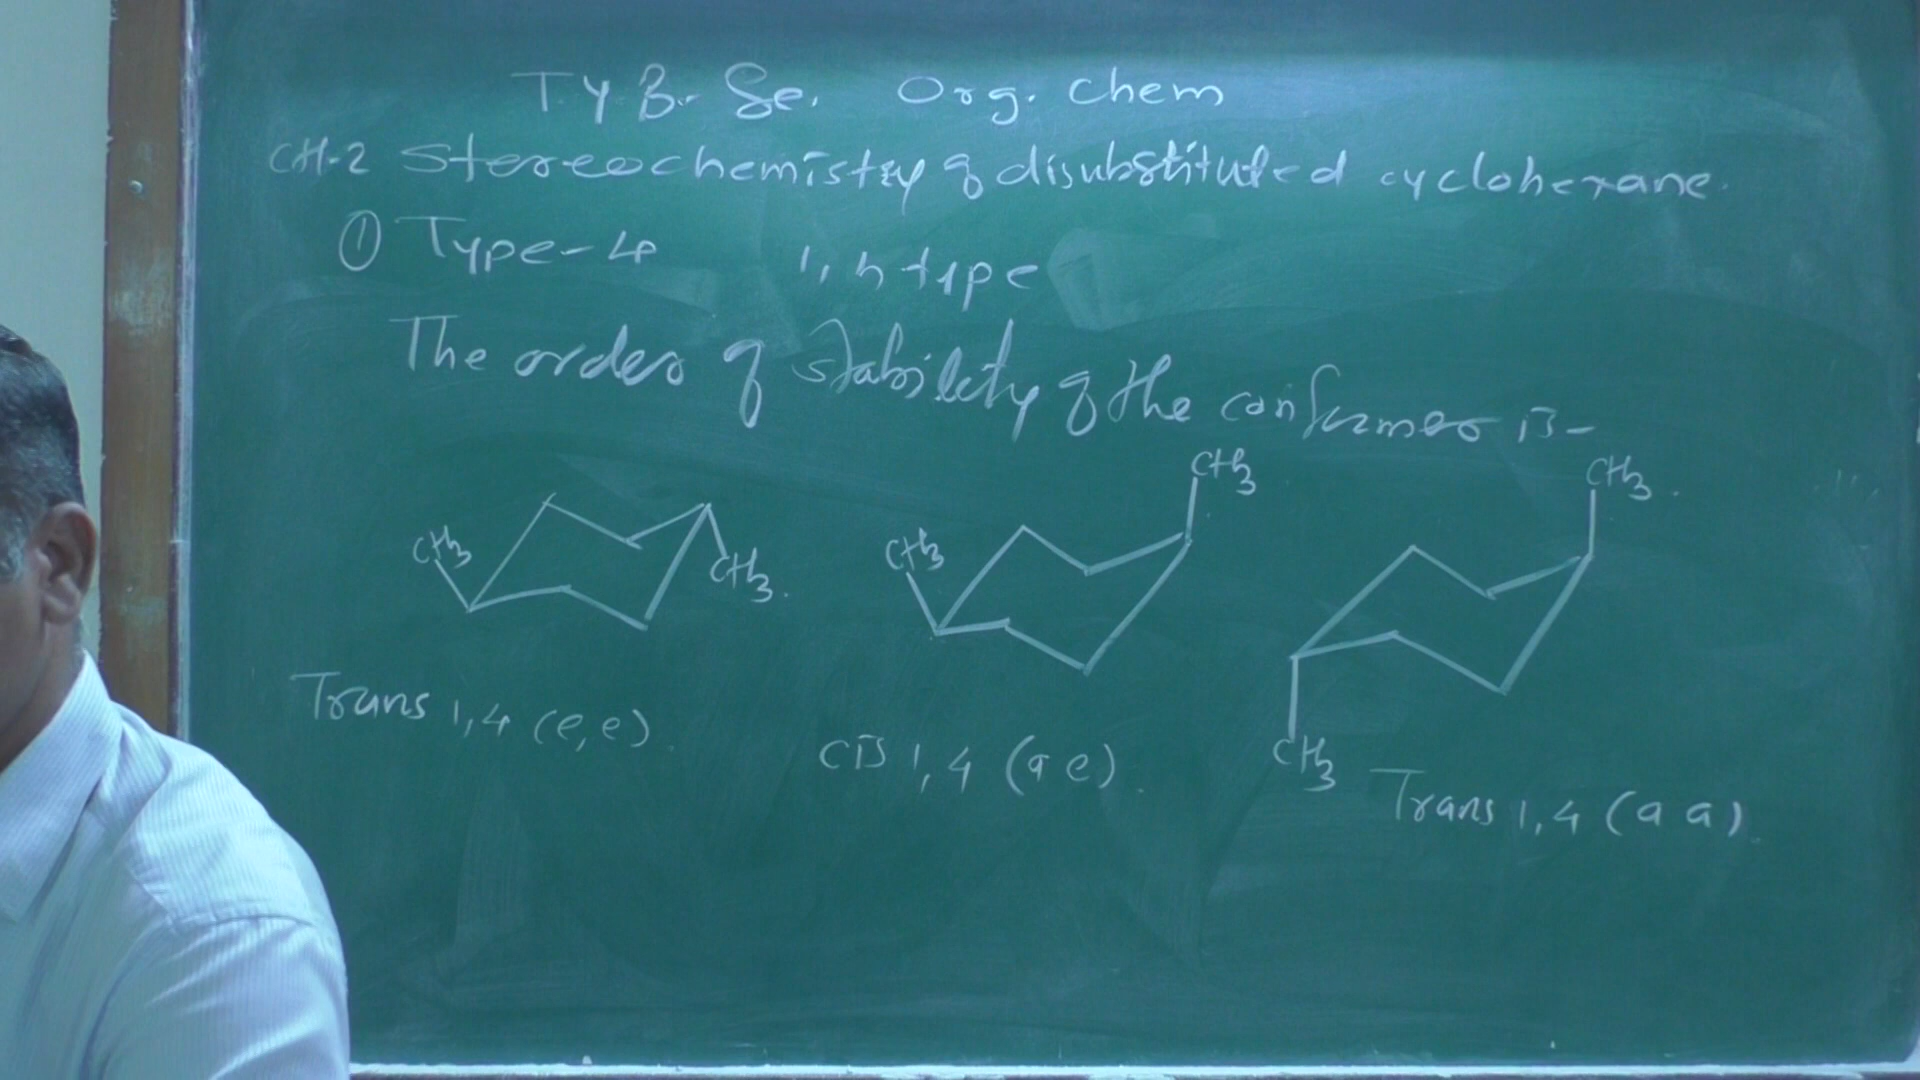 T Y B. Sc. Org. Chem
CH-2 Stereochemistry of disubstituted cyclohexane.
① Type-4 1,4 type
The order of stability of the conformers is-
CH3 CH3.
CH3 CH3
CH3.
CH3
Trans 1,4 (e,e).
Cis 1,4 (a e).
Trans 1,4 (a a).